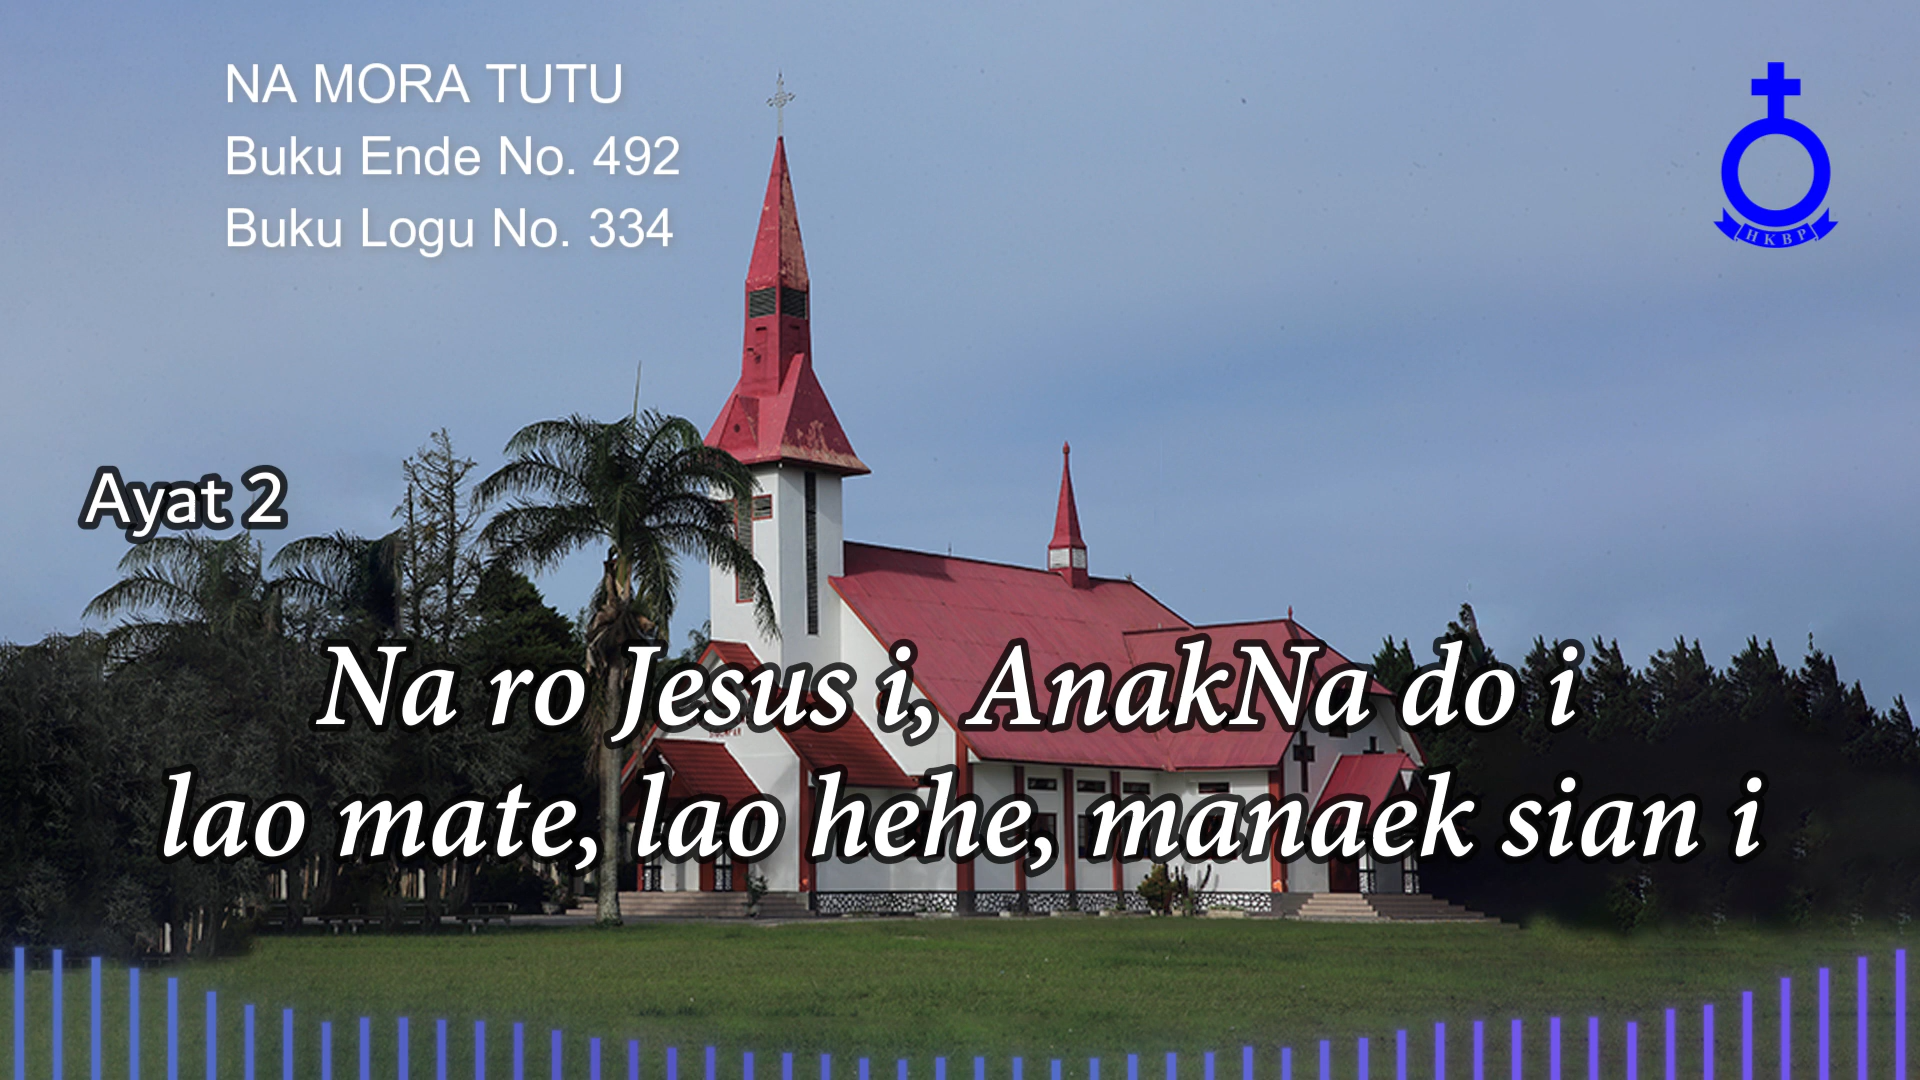 NA MORA TUTU
Buku Ende No. 492
Buku Logu No. 334
HKBP
Ayat 2
Na ro Jesus i, AnakNa do i
lao mate, lao hehe, manaek sian i